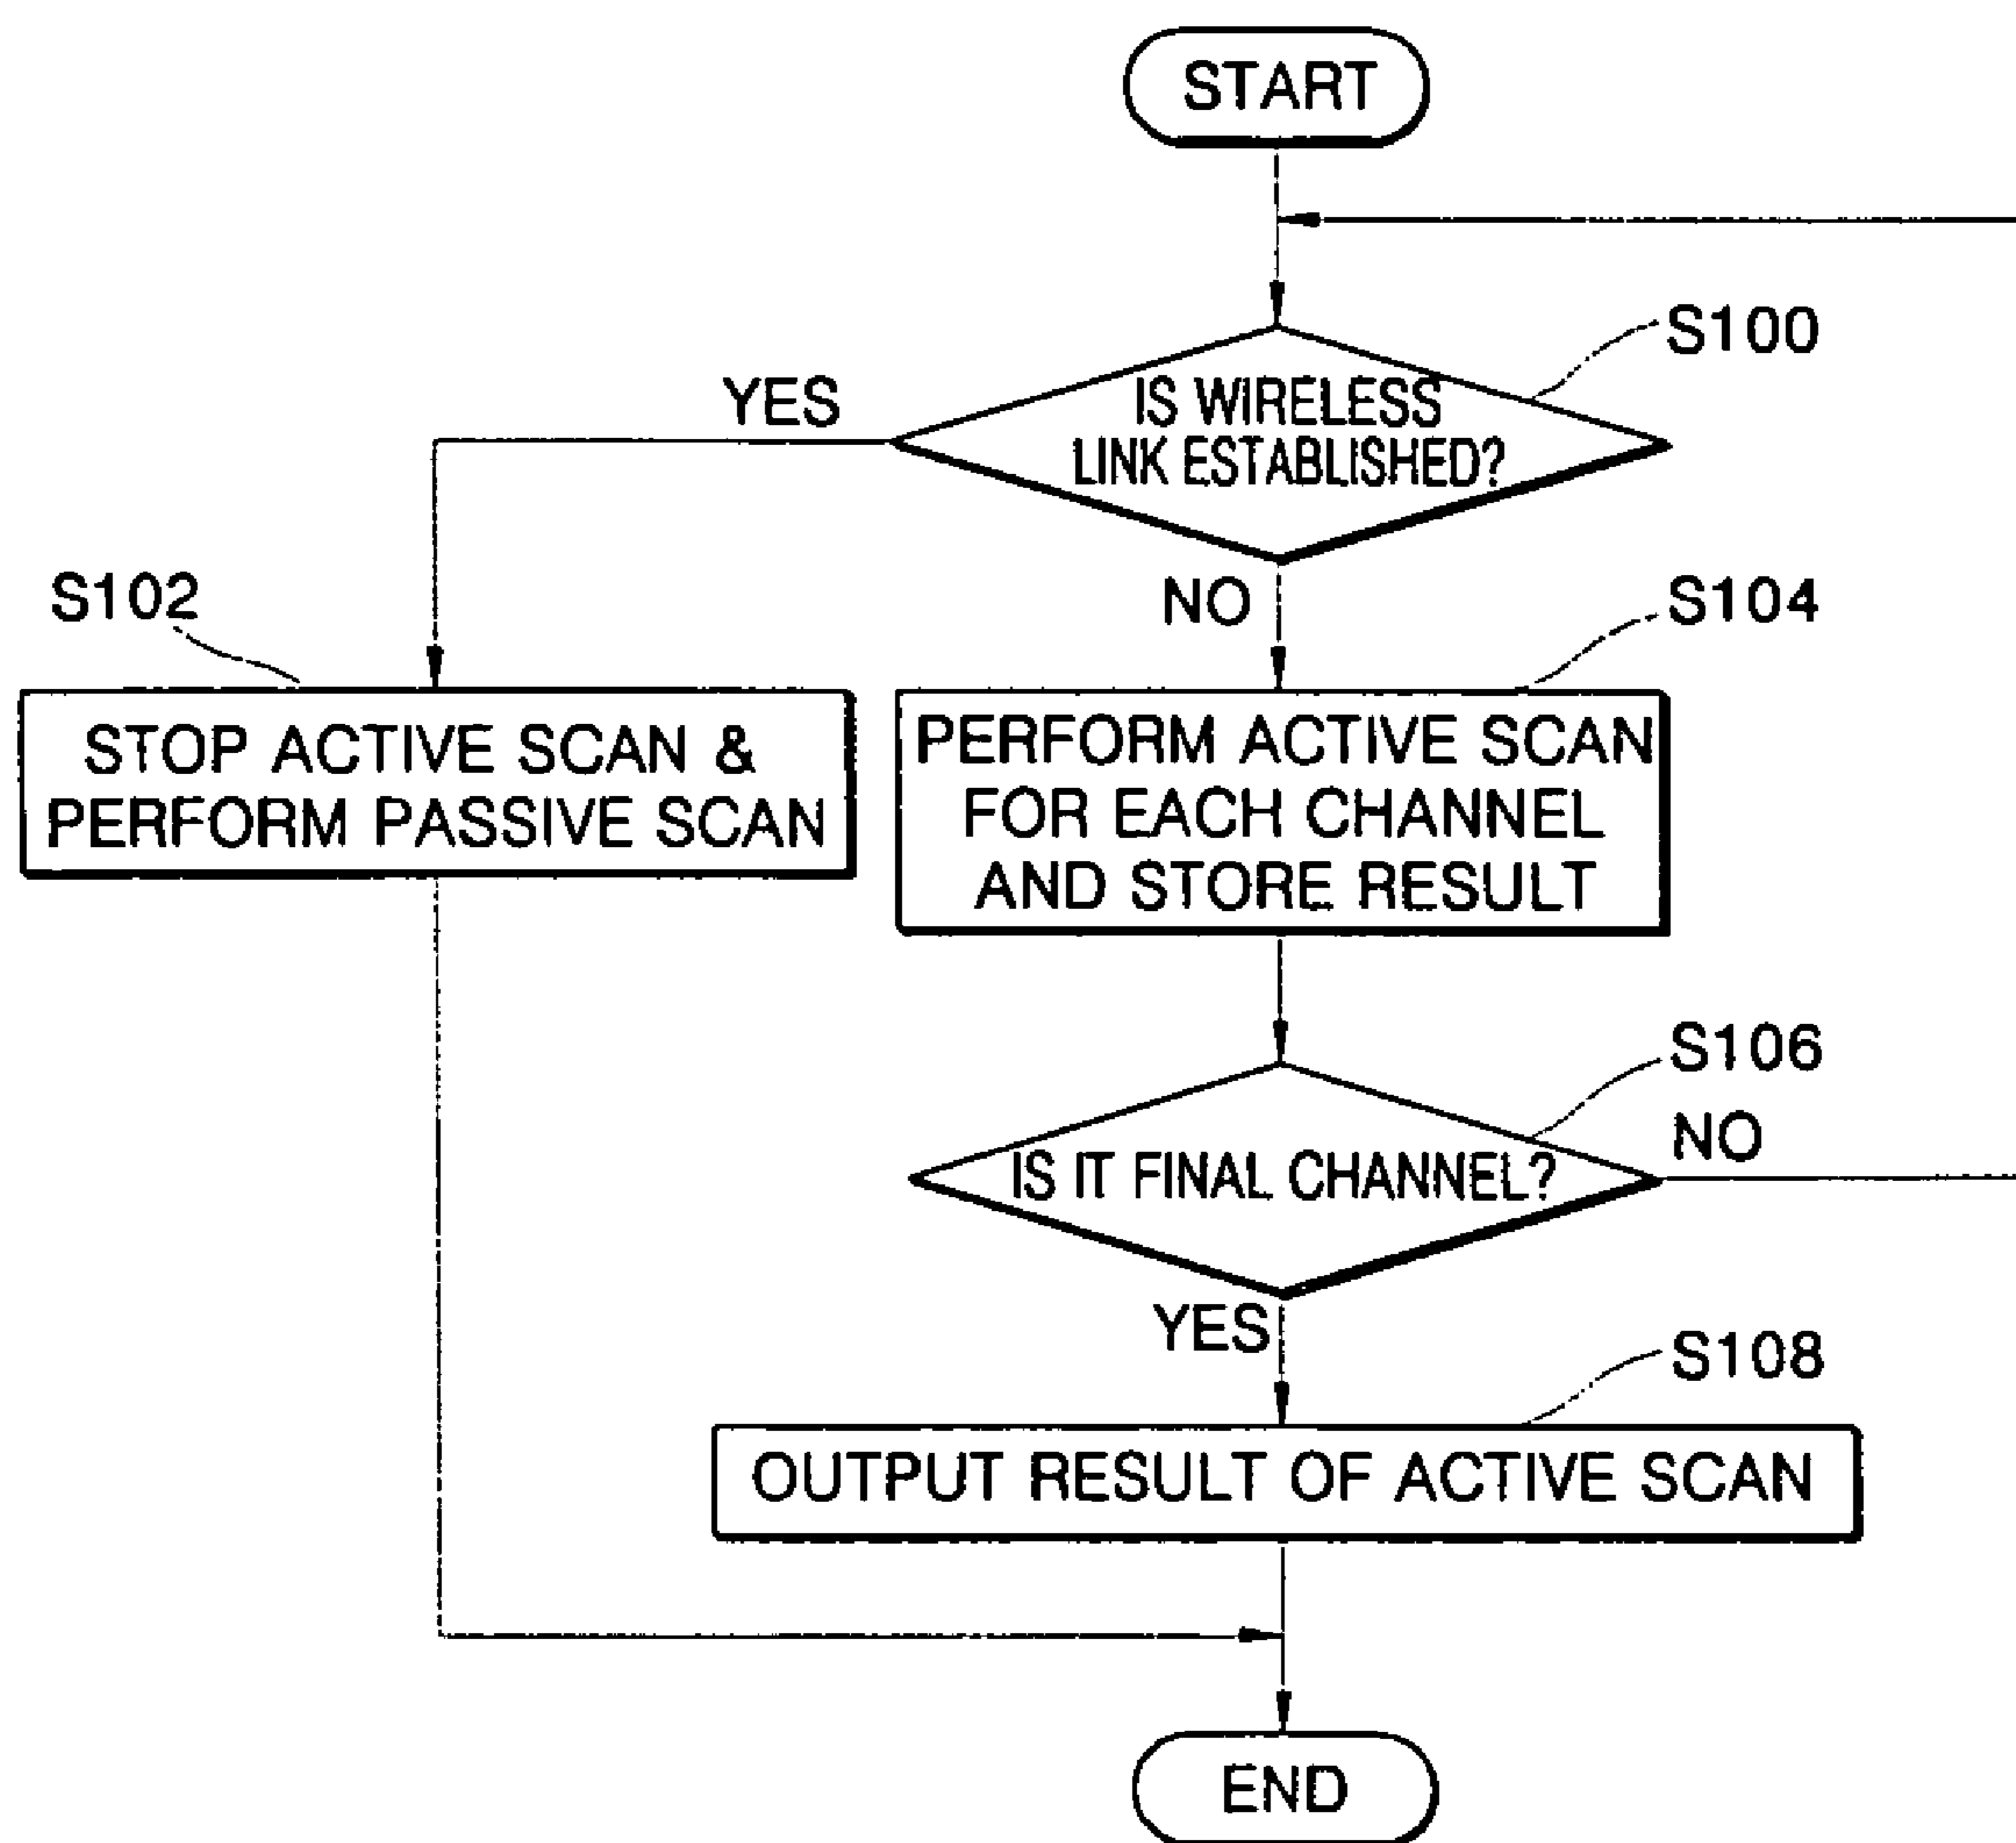 START
S100
YES
IS WIRELESS
LINK ESTABLISHED?
S102
NO
S104
STOP ACTIVE SCAN &
PERFORM PASSIVE SCAN
PERFORM ACTIVE SCAN
FOR EACH CHANNEL
AND STORE RESULT
S106
NO
IS IT FINAL CHANNEL?
YES
S108
OUTPUT RESULT OF ACTIVE SCAN
END